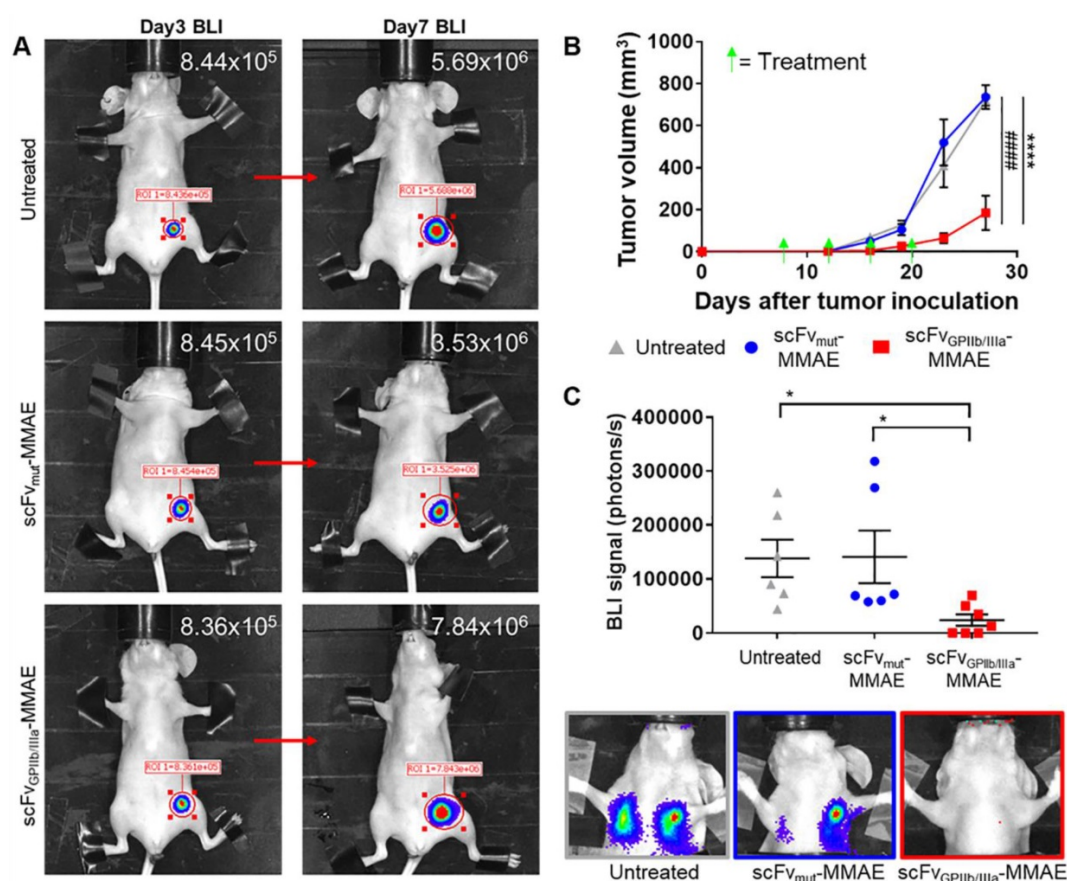 A
Day3 BLI
Day7 BLI
Untreated
8.44x10⁵
ROI 1=8.436e+05
5.69x10⁶
ROI 1=5.688e+06
scFvmut-MMAE
8.45x10⁵
ROI 1=8.454e+05
3.53x10⁶
ROI 1=3.525e+06
scFvGPIIb/IIIa-MMAE
8.36x10⁵
ROI 1=8.361e+05
7.84x10⁶
ROI 1=7.843e+06
B
Tumor volume (mm³)
1000
800
600
400
200
0
= Treatment
####
****
0
10
20
30
Days after tumor inoculation
Untreated
scFvmut-
MMAE
scFvGPIIb/IIIa-
MMAE
C
BLI signal (photons/s)
400000
300000
200000
100000
0
*
*
Untreated
scFvmut-
MMAE
scFvGPIIb/IIIa-
MMAE
Untreated
scFvmut-MMAE
scFvGPIIb/IIIa-MMAE